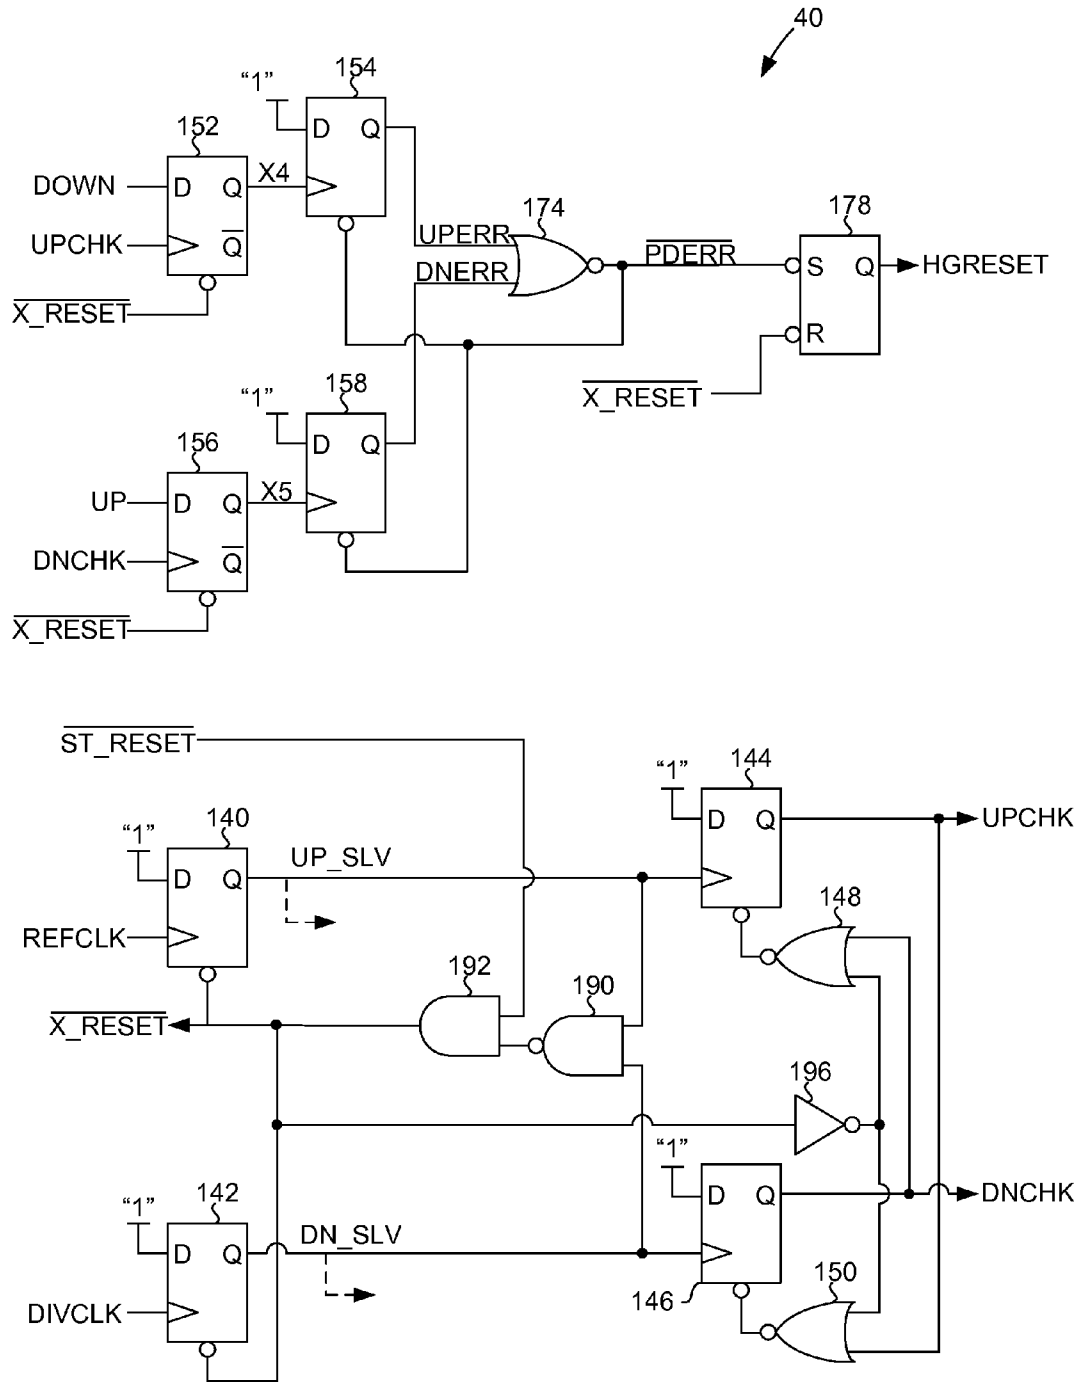 40
154
"1"
D Q
152
DOWN D Q X4
UPCHK Q
X_RESET
174
UPERR
DNERR
PDERR
178
S Q HGRESET
R
X_RESET
158
"1"
D Q
156
UP D Q X5
DNCHK Q
X_RESET
ST_RESET
144
"1"
D Q UPCHK
140
"1"
D Q UP_SLV
REFCLK
148
192
190
X_RESET
196
"1"
D Q DNCHK
142
"1"
D Q DN_SLV
146
150
DIVCLK